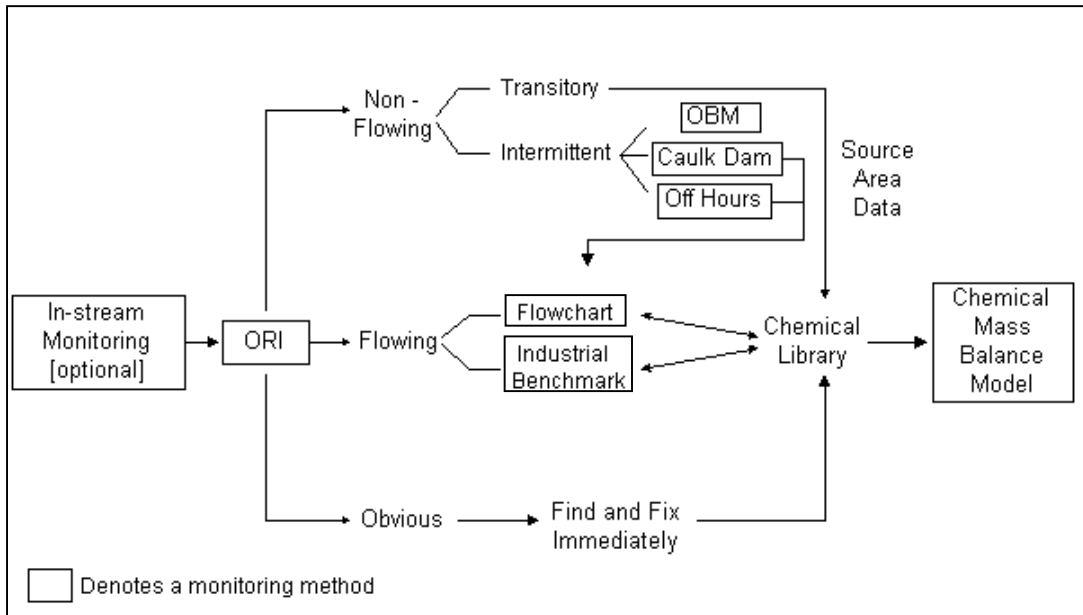 Non -
Flowing
Transitory
Intermittent
OBM
Caulk Dam
Off Hours
Source
Area
Data
In-stream
Monitoring
[optional]
ORI
Flowing
Flowchart
Industrial
Benchmark
Chemical
Library
Chemical
Mass
Balance
Model
Obvious
Find and Fix
Immediately
Denotes a monitoring method